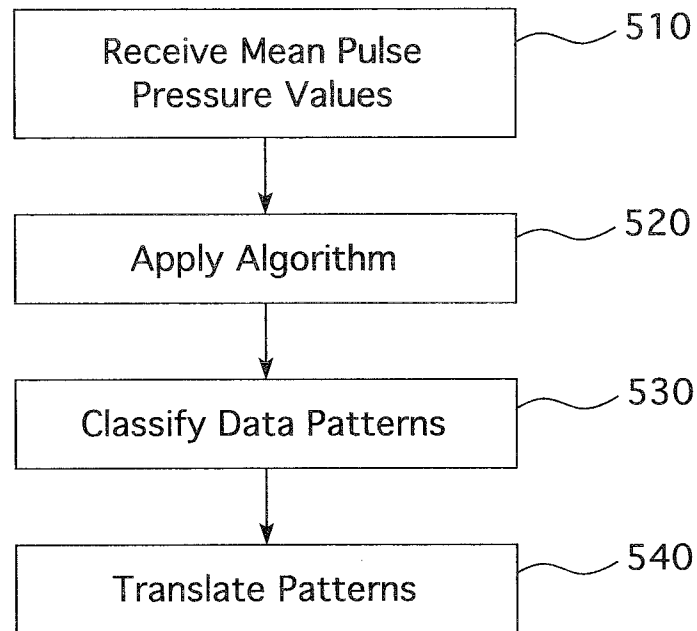 Receive Mean Pulse
Pressure Values
510
Apply Algorithm
520
Classify Data Patterns
530
Translate Patterns
540